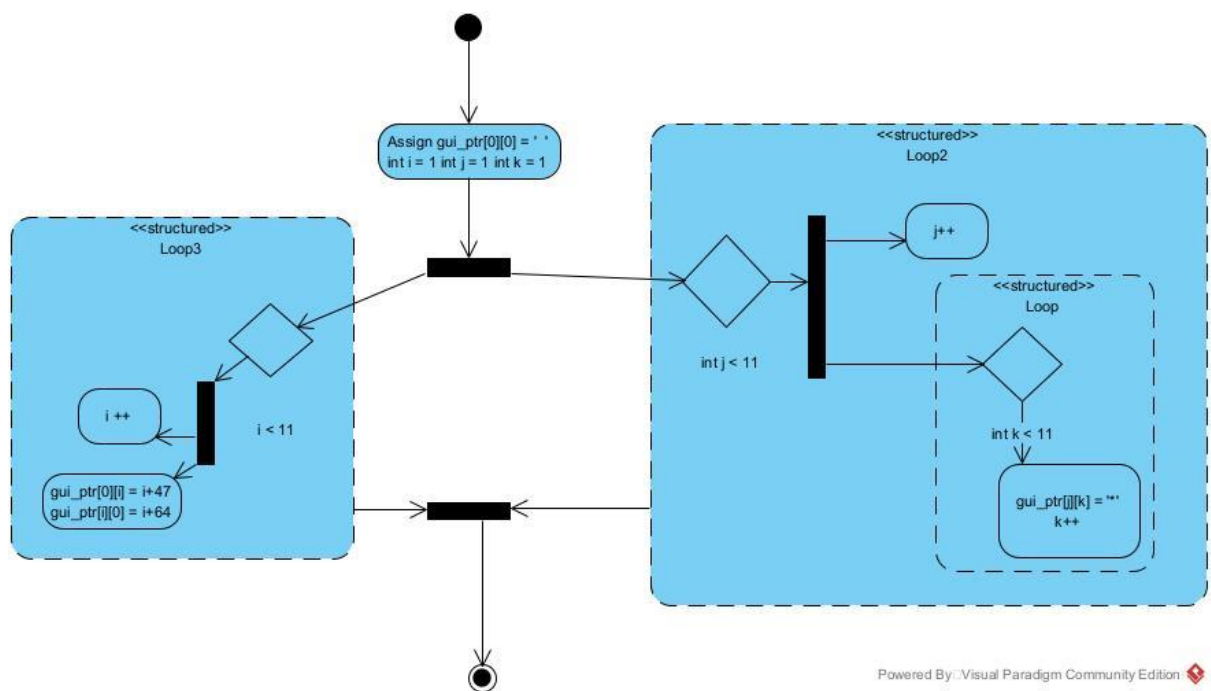 Assign gui_ptr[0][0] = ' '
int i = 1 int j = 1 int k = 1
<<structured>>
Loop3
i < 11
i ++
gui_ptr[0][i] = i+47
gui_ptr[i][0] = i+64
<<structured>>
Loop2
int j < 11
j++
<<structured>>
Loop
int k < 11
gui_ptr[j][k] = '*'
k++
Powered By Visual Paradigm Community Edition